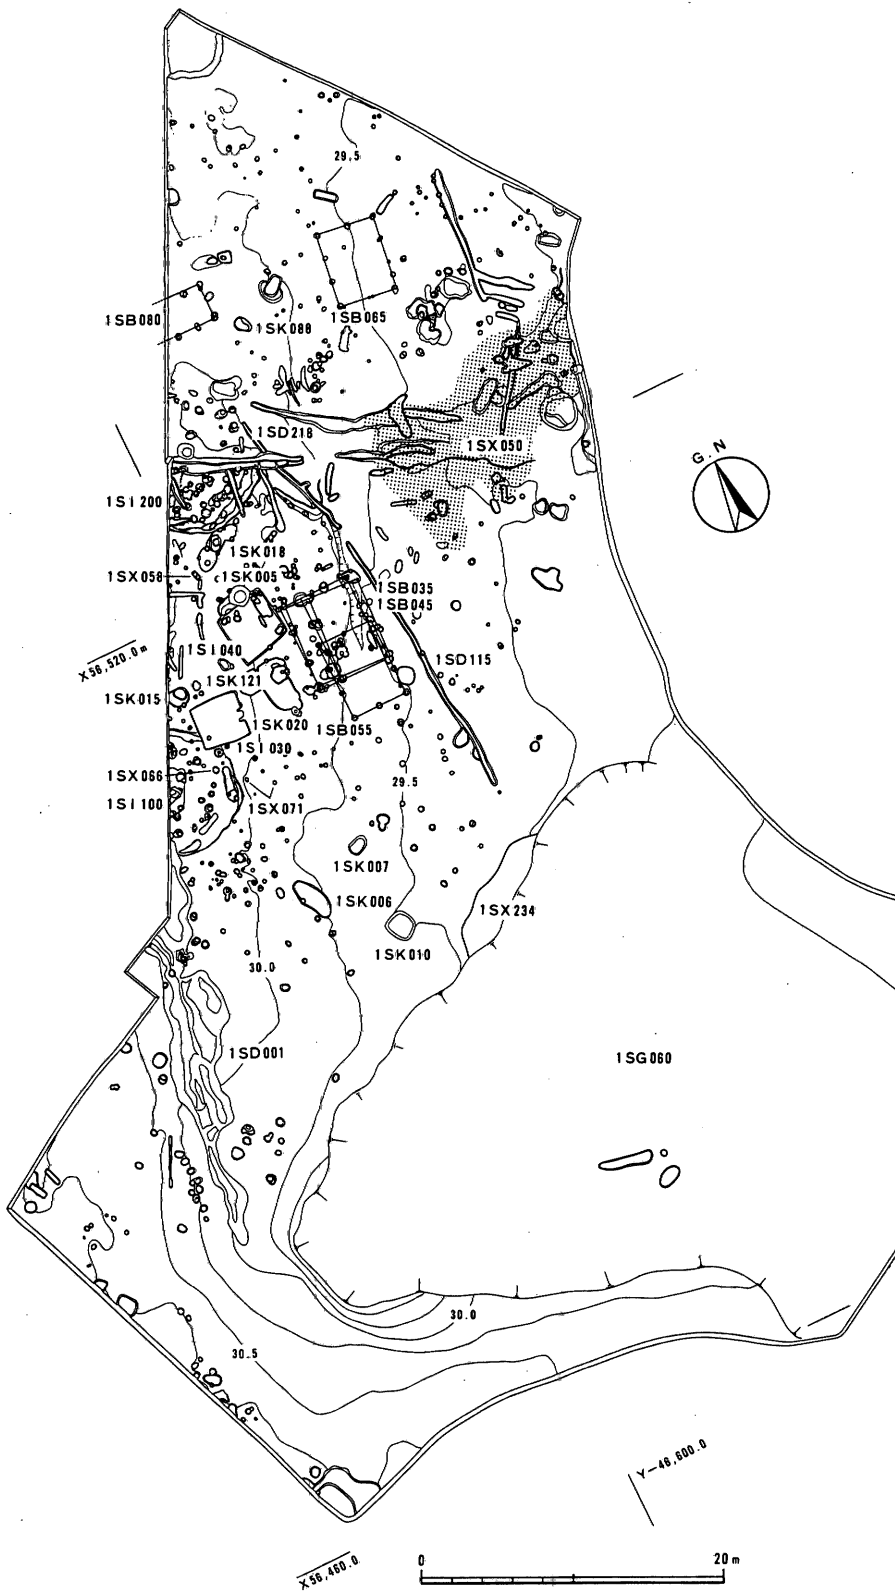 29.5
1SB080
1SK088
1SB065
1SD218
1SX050
G.N
1SI200
1SK018
1SX058
1SK005
1SB035
1SB045
X56,520.0m
1SI040
1SD115
1SK121
1SK015
1SK020
1SB055
1SI030
1SX066
29.5
1SI100
1SX071
1SK007
1SK006
1SX234
1SK010
30.0
1SD001
1SG060
30.0
30.5
Y-46,600.0
X56,460.0
0
20m